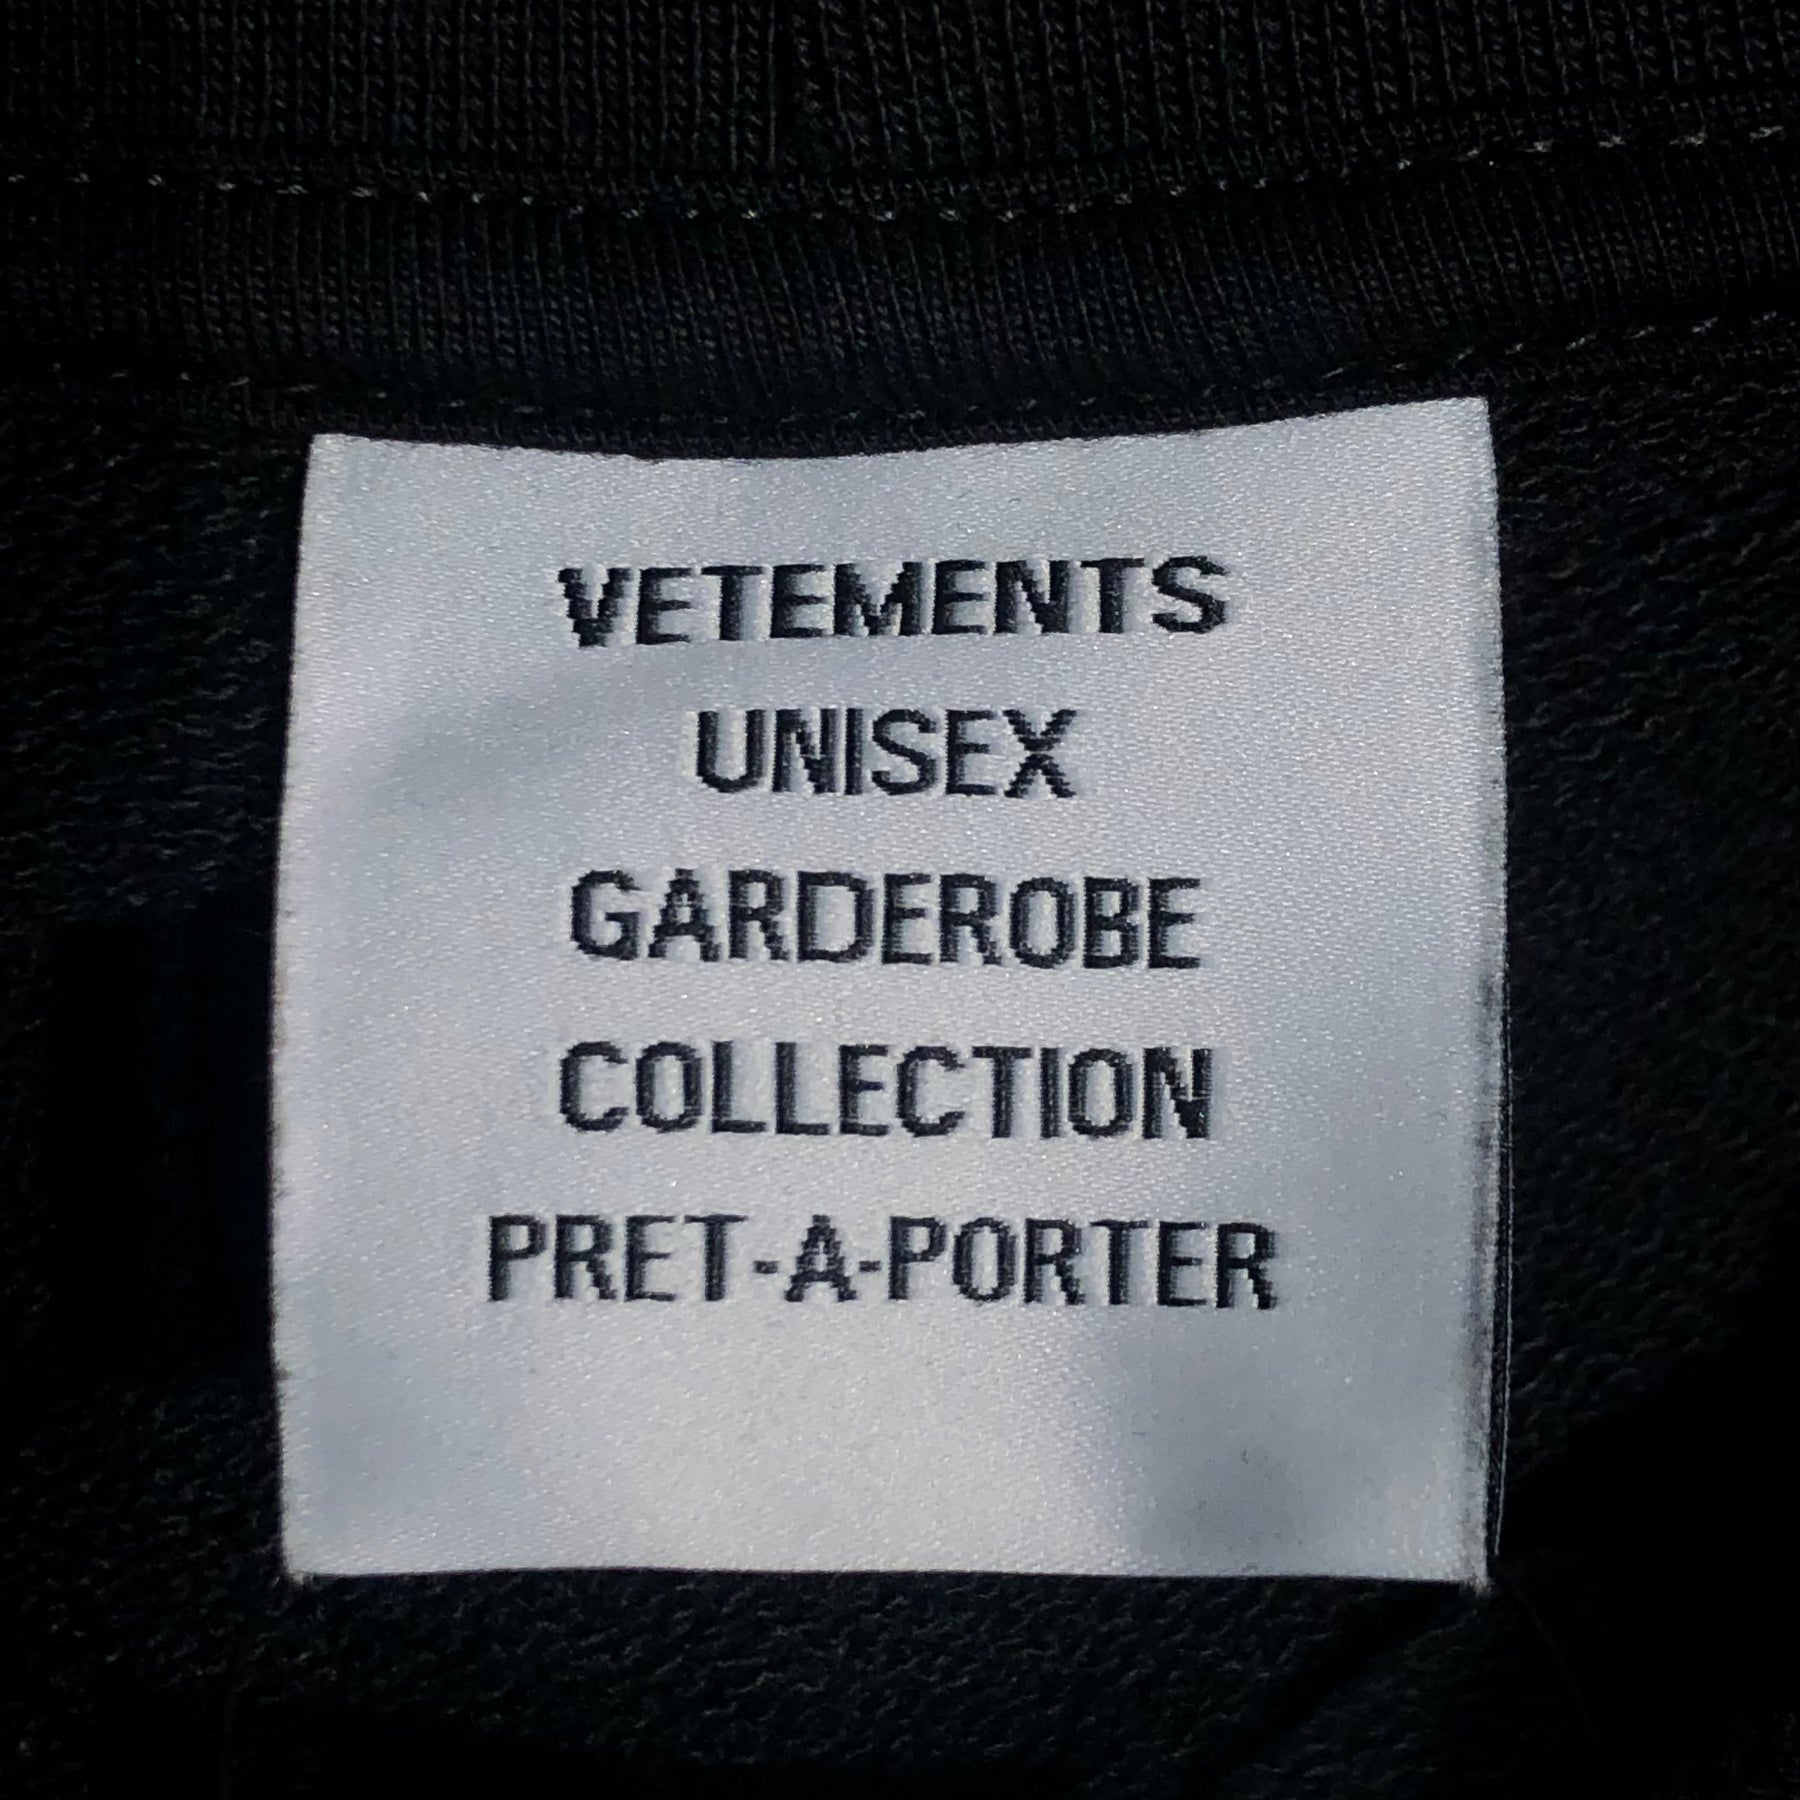 VETEMENTS
UNISEX
GARDEROBE
COLLECTION
PRET-A-PORTER